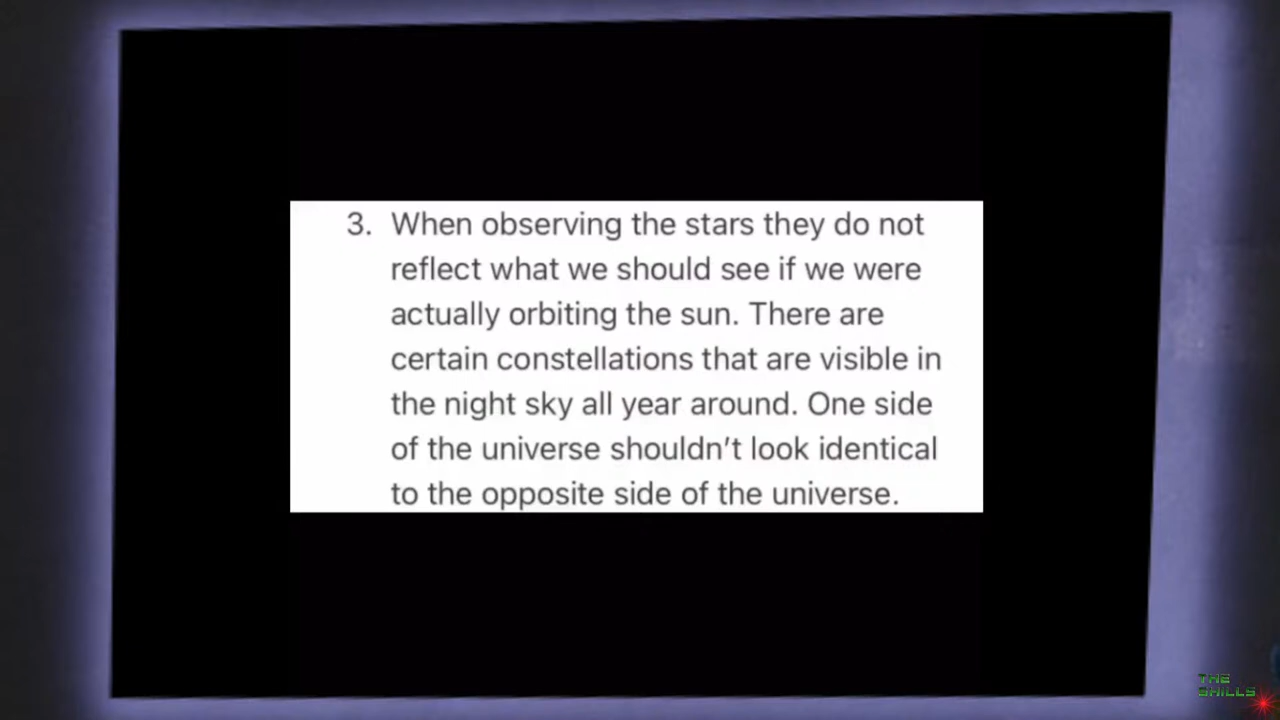 3. When observing the stars they do not
reflect what we should see if we were
actually orbiting the sun. There are
certain constellations that are visible in
the night sky all year around. One side
of the universe shouldn't look identical
to the opposite side of the universe.
THE
SHILLS